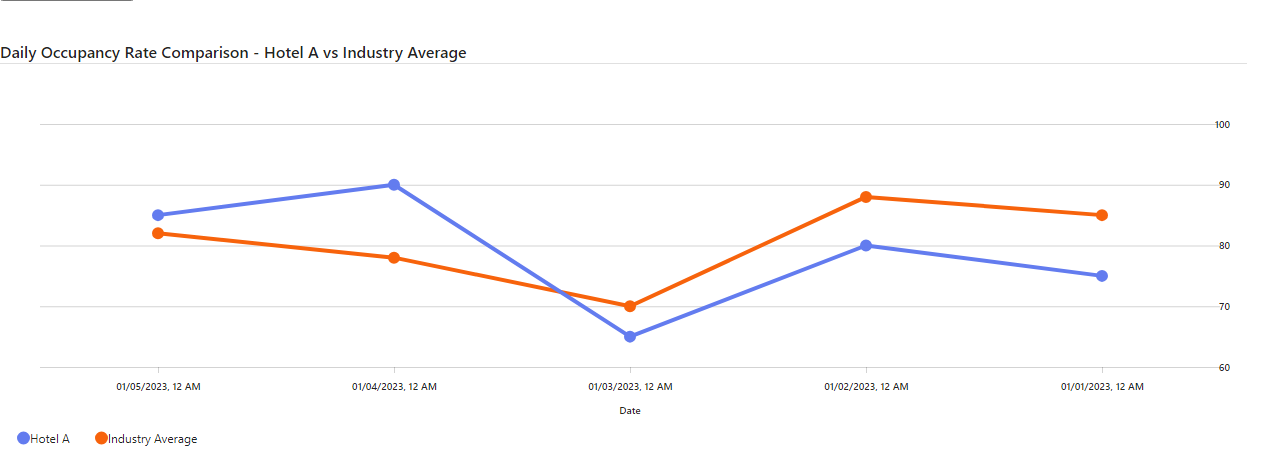 Daily Occupancy Rate Comparison - Hotel A vs Industry Average
100
90
80
70
60
01/05/2023, 12 AM 01/04/2023, 12 AM 01/03/2023, 12 AM 01/02/2023, 12 AM 01/01/2023, 12 AM
Date
Hotel A Industry Average